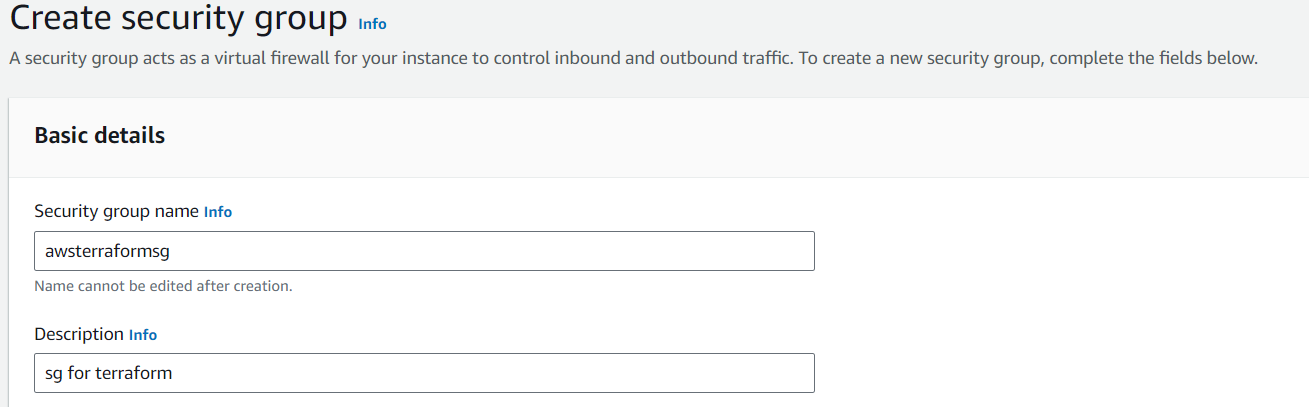 Create security group Info
A security group acts as a virtual firewall for your instance to control inbound and outbound traffic. To create a new security group, complete the fields below.
Basic details
Security group name Info
awsterraformsg
Name cannot be edited after creation.
Description Info
sg for terraform